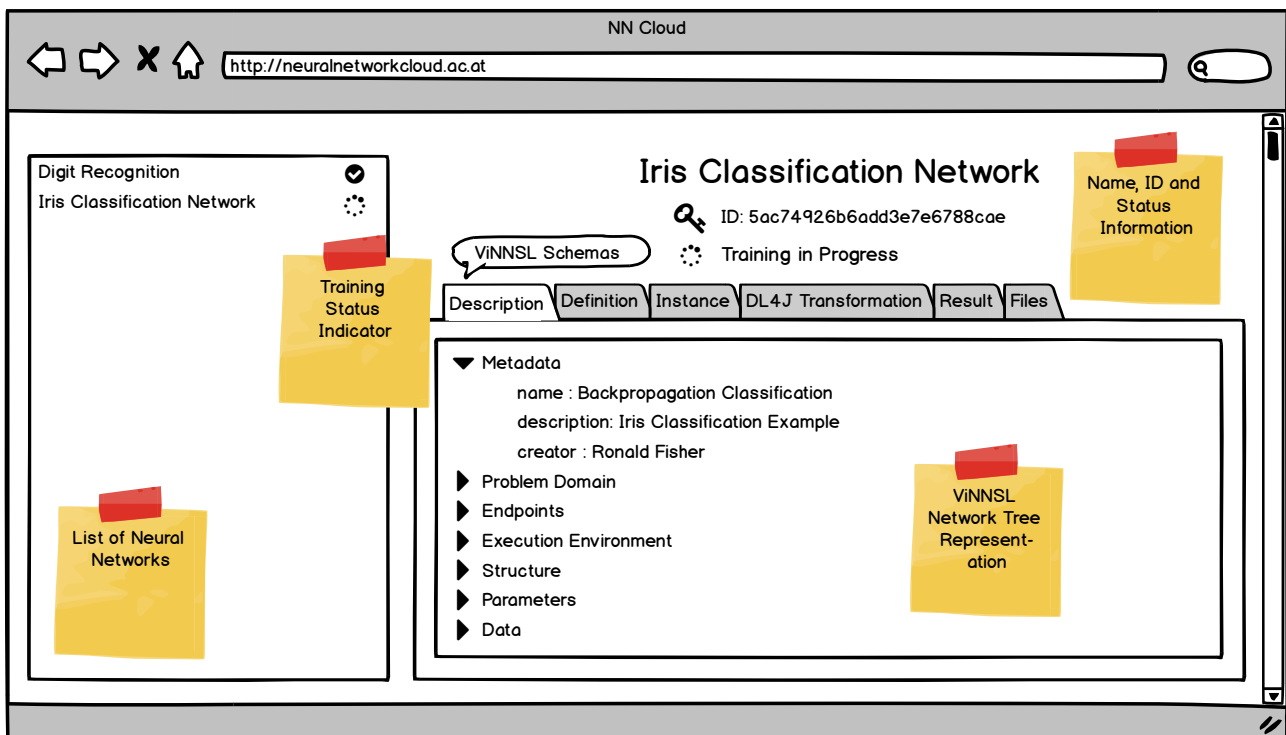 NN Cloud
http://neuralnetworkcloud.ac.at
Digit Recognition
Iris Classification Network
Training
Status
Indicator
List of Neural
Networks
Iris Classification Network
ID: 5ac74926b6add3e7e6788cae
Training in Progress
Name, ID and
Status
Information
ViNNSL Schemas
Description Definition Instance DL4J Transformation Result Files
Metadata
name : Backpropagation Classification
description: Iris Classification Example
creator : Ronald Fisher
Problem Domain
Endpoints
Execution Environment
Structure
Parameters
Data
ViNNSL
Network Tree
Represent-
ation